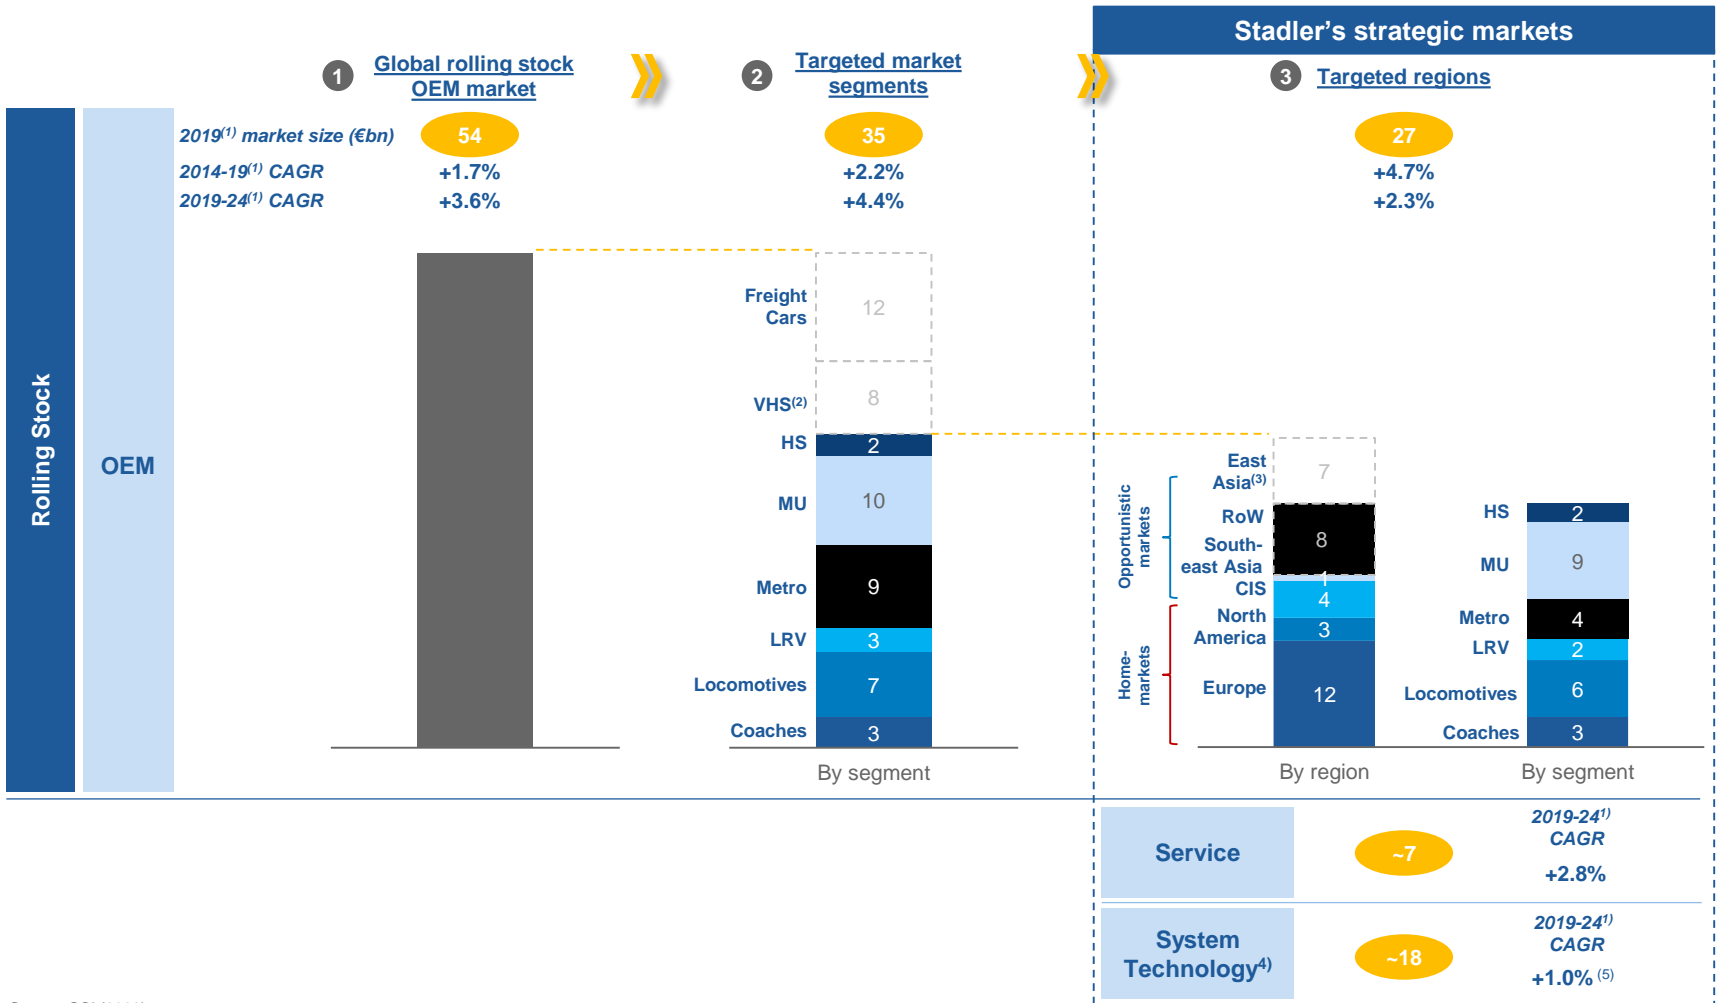 Stadler's strategic markets
1 Global rolling stock
OEM market
2 Targeted market
segments
3 Targeted regions
Rolling Stock
OEM
2019(1) market size (€bn)
54
35
27
2014-19(1) CAGR
+1.7%
+2.2%
+4.7%
2019-24(1) CAGR
+3.6%
+4.4%
+2.3%
Freight
Cars
12
VHS(2)
8
HS
2
MU
10
Metro
9
LRV
3
Locomotives
7
Coaches
3
By segment
Opportunistic
markets
Home-
markets
East
Asia(3)
7
RoW
8
South-
east Asia
1
CIS
4
North
America
3
Europe
12
By region
HS
2
MU
9
Metro
4
LRV
2
Locomotives
6
Coaches
3
By segment
Service
~7
2019-241)
CAGR
+2.8%
System
Technology4)
~18
2019-241)
CAGR
+1.0% (5)